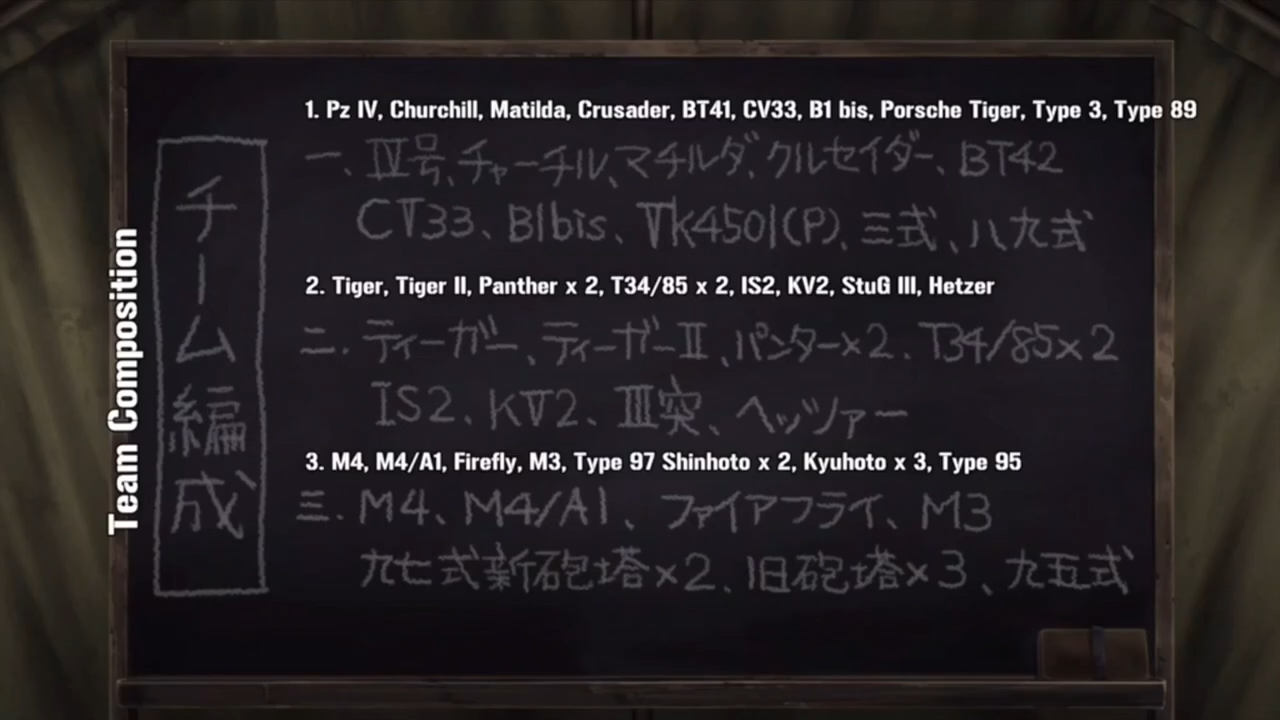 1. Pz IV, Churchill, Matilda, Crusader, BT41, CV33, B1 bis, Porsche Tiger, Type 3, Type 89
一、Ⅳ号、チャーチル、マチルダ、クルセイダー、BT42
CV33、B1bis、VK4501(P)、三式、八九式
2. Tiger, Tiger II, Panther x 2, T34/85 x 2, IS2, KV2, StuG III, Hetzer
二、ティーガー、ティーガーⅡ、パンター×2、T34/85×2
IS2、KV2、Ⅲ突、ヘッツァー
3. M4, M4/A1, Firefly, M3, Type 97 Shinhoto x 2, Kyuhoto x 3, Type 95
三、M4、M4/A1、ファイアフライ、M3
九七式新砲塔×2、旧砲塔×3、九五式
チーム編成
Team Composition